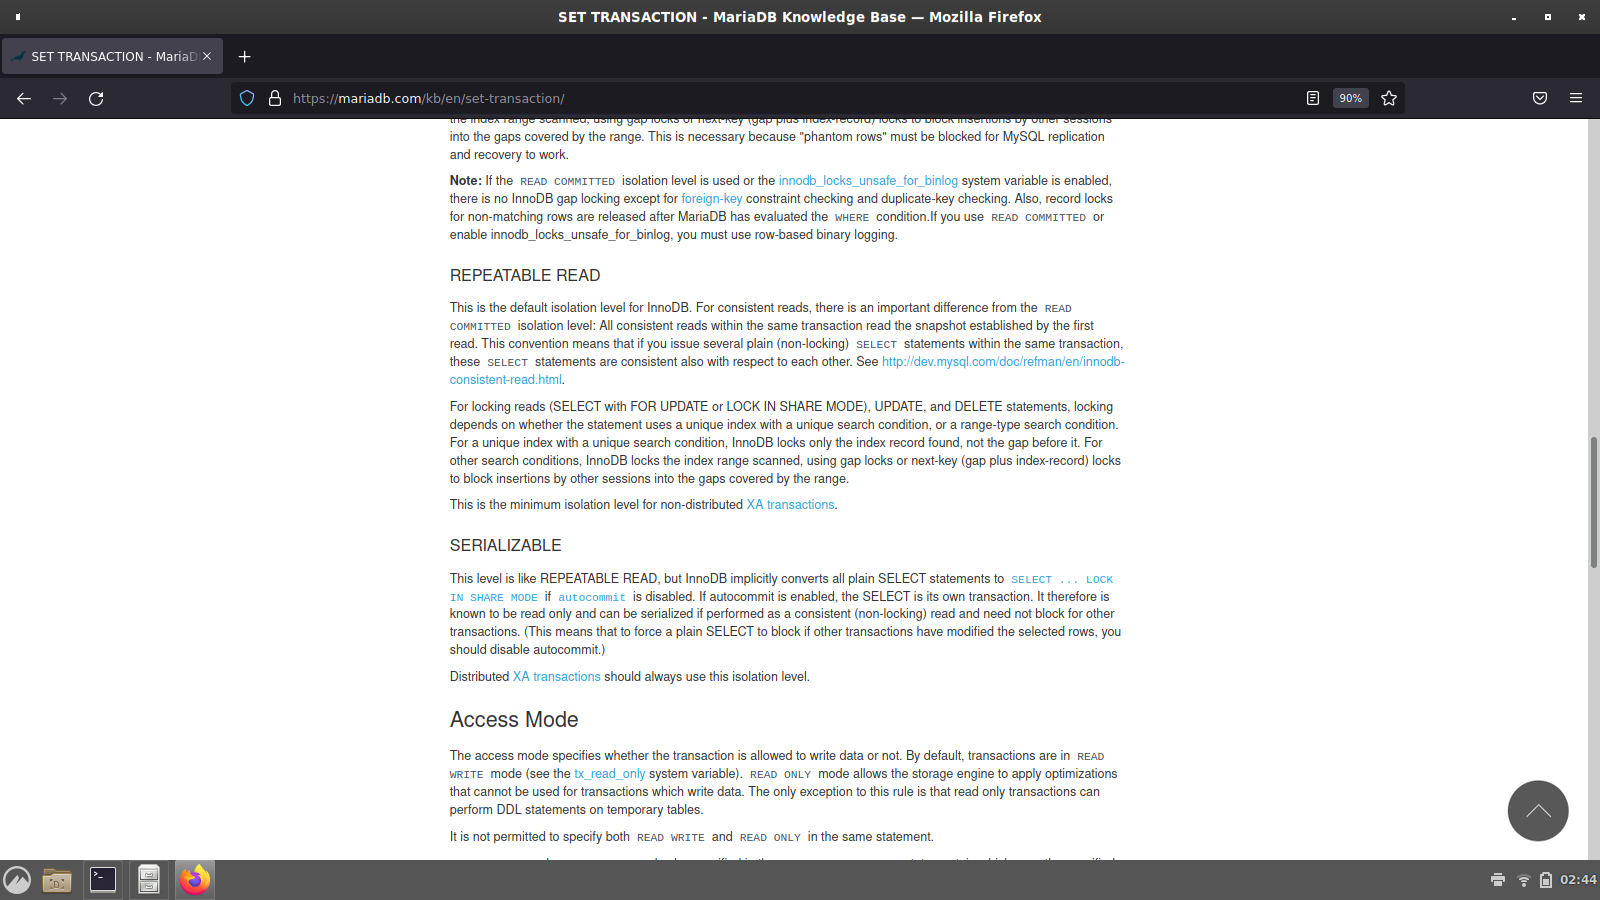 SET TRANSACTION - MariaDB Knowledge Base — Mozilla Firefox
SET TRANSACTION - MariaD
https://mariadb.com/kb/en/set-transaction/
90%
the index range scanned, using gap locks or next-key (gap plus index-record) locks to block insertions by other sessions
into the gaps covered by the range. This is necessary because "phantom rows" must be blocked for MySQL replication
and recovery to work.
Note: If the READ COMMITTED isolation level is used or the innodb_locks_unsafe_for_binlog system variable is enabled,
there is no InnoDB gap locking except for foreign-key constraint checking and duplicate-key checking. Also, record locks
for non-matching rows are released after MariaDB has evaluated the WHERE condition.If you use READ COMMITTED or
enable innodb_locks_unsafe_for_binlog, you must use row-based binary logging.
REPEATABLE READ
This is the default isolation level for InnoDB. For consistent reads, there is an important difference from the READ
COMMITTED isolation level: All consistent reads within the same transaction read the snapshot established by the first
read. This convention means that if you issue several plain (non-locking) SELECT statements within the same transaction,
these SELECT statements are consistent also with respect to each other. See http://dev.mysql.com/doc/refman/en/innodb-
consistent-read.html.
For locking reads (SELECT with FOR UPDATE or LOCK IN SHARE MODE), UPDATE, and DELETE statements, locking
depends on whether the statement uses a unique index with a unique search condition, or a range-type search condition.
For a unique index with a unique search condition, InnoDB locks only the index record found, not the gap before it. For
other search conditions, InnoDB locks the index range scanned, using gap locks or next-key (gap plus index-record) locks
to block insertions by other sessions into the gaps covered by the range.
This is the minimum isolation level for non-distributed XA transactions.
SERIALIZABLE
This level is like REPEATABLE READ, but InnoDB implicitly converts all plain SELECT statements to SELECT ... LOCK
IN SHARE MODE if autocommit is disabled. If autocommit is enabled, the SELECT is its own transaction. It therefore is
known to be read only and can be serialized if performed as a consistent (non-locking) read and need not block for other
transactions. (This means that to force a plain SELECT to block if other transactions have modified the selected rows, you
should disable autocommit.)
Distributed XA transactions should always use this isolation level.
Access Mode
The access mode specifies whether the transaction is allowed to write data or not. By default, transactions are in READ
WRITE mode (see the tx_read_only system variable). READ ONLY mode allows the storage engine to apply optimizations
that cannot be used for transactions which write data. The only exception to this rule is that read only transactions can
perform DDL statements on temporary tables.
It is not permitted to specify both READ WRITE and READ ONLY in the same statement.
02:44